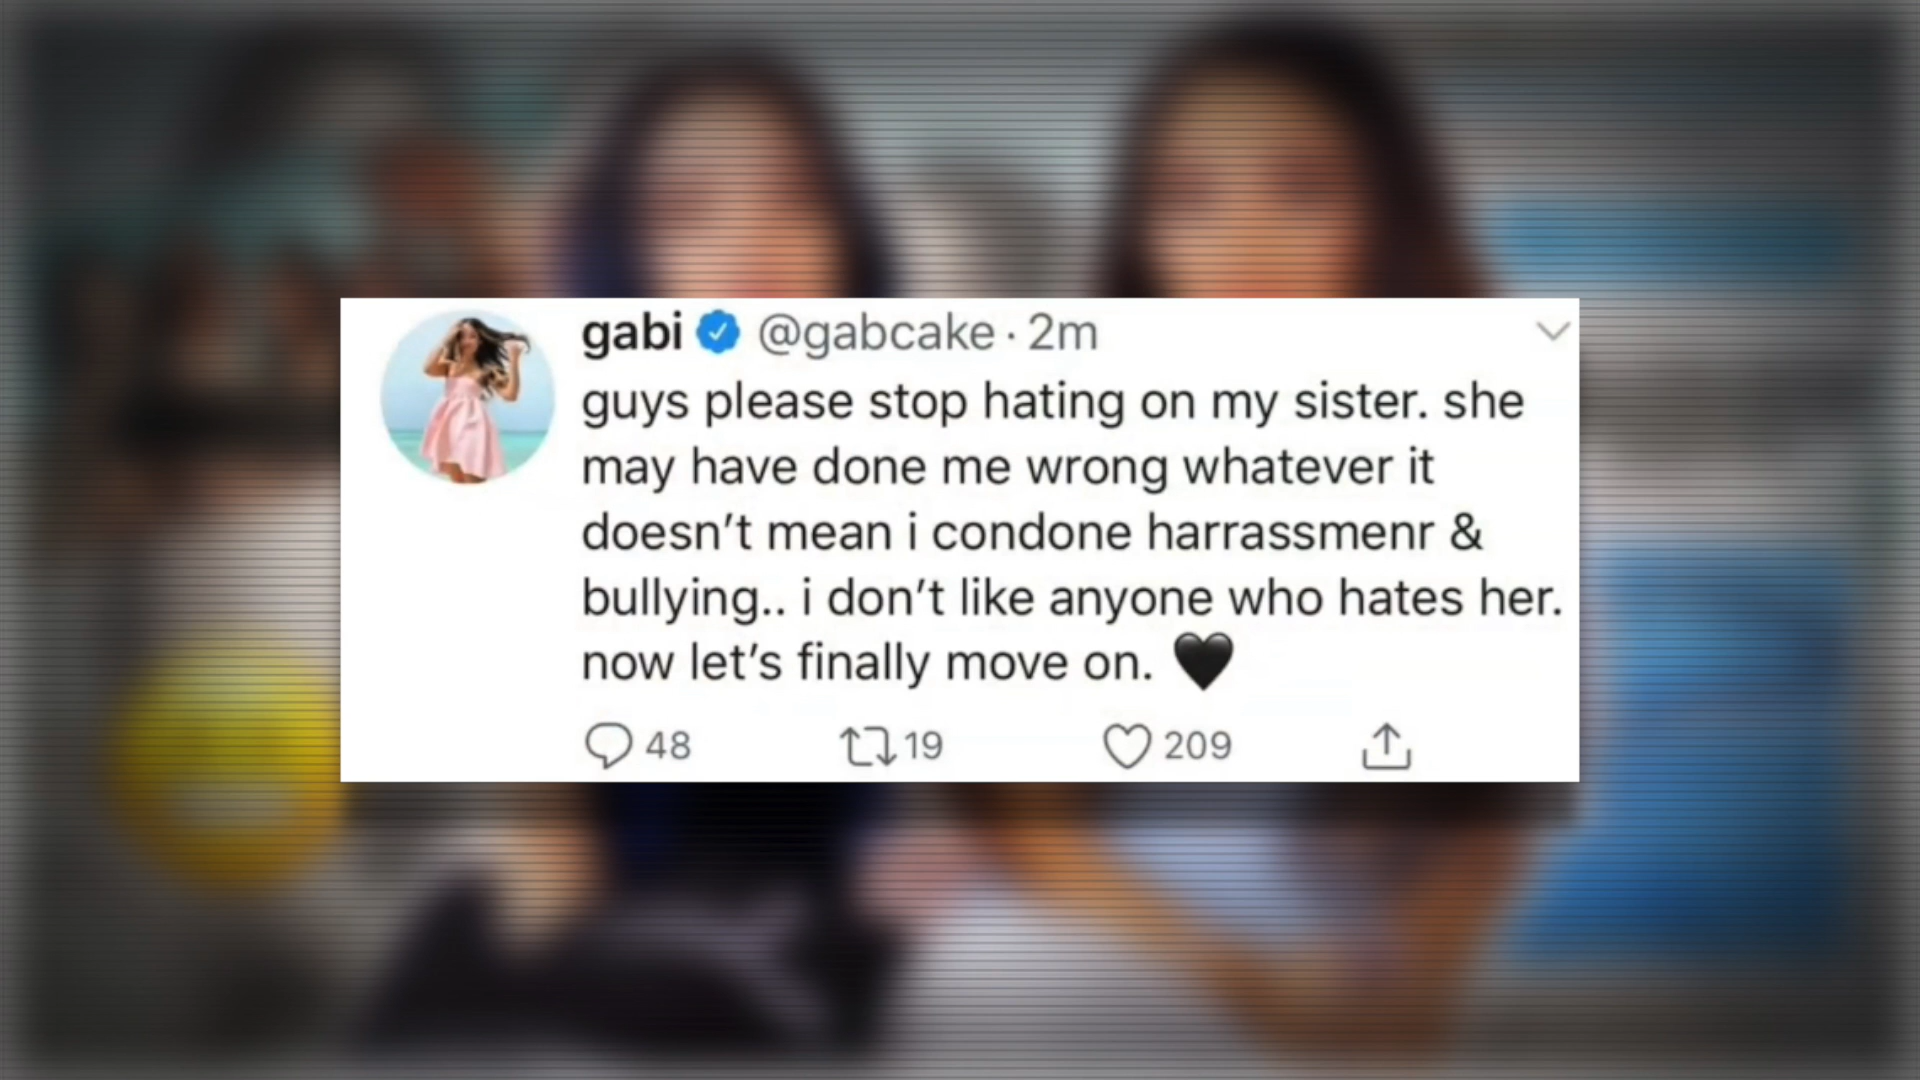 gabi @gabcake · 2m
guys please stop hating on my sister. she
may have done me wrong whatever it
doesn’t mean i condone harrassmenr &
bullying.. i don’t like anyone who hates her.
now let’s finally move on. 🖤
48 19 209